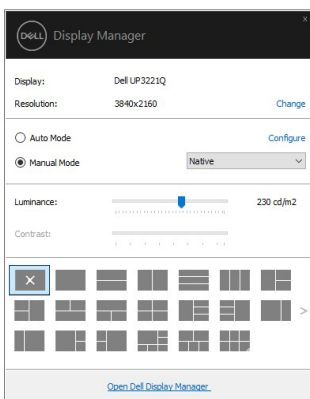 x
DELL Display Manager
Display: Dell UP3221Q
Resolution: 3840x2160 Change
Auto Mode Configure
Manual Mode Native
Luminance: 230 cd/m2
Contrast:
Open Dell Display Manager